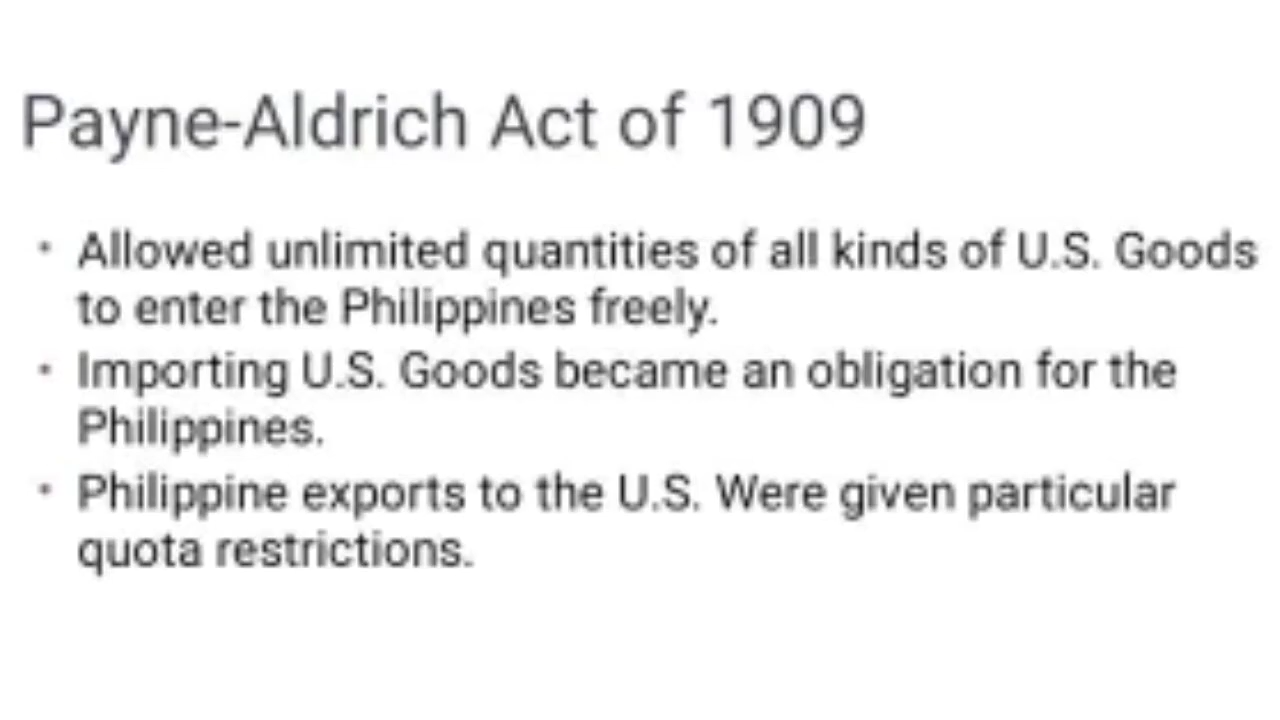 Payne-Aldrich Act of 1909
• Allowed unlimited quantities of all kinds of U.S. Goods
to enter the Philippines freely.
• Importing U.S. Goods became an obligation for the
Philippines.
• Philippine exports to the U.S. Were given particular
quota restrictions.